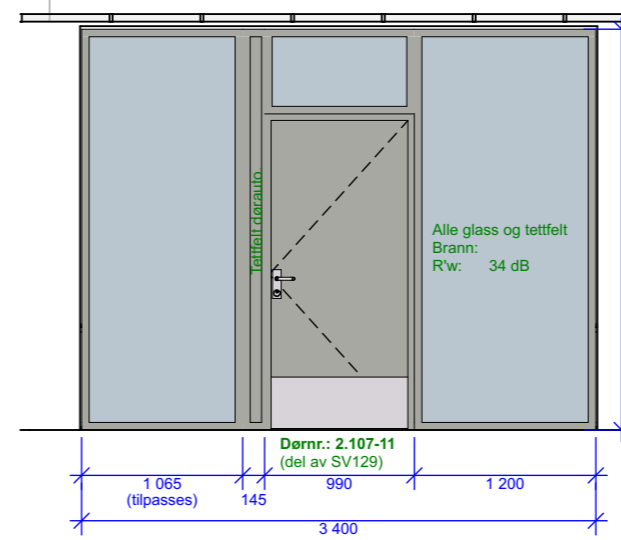 Tettfelt dørauto
Alle glass og tettfelt
Brann:
R'w: 34 dB
Dørnr.: 2.107-11
(del av SV129)
1 065
(tilpasses)
145
990
1 200
3 400